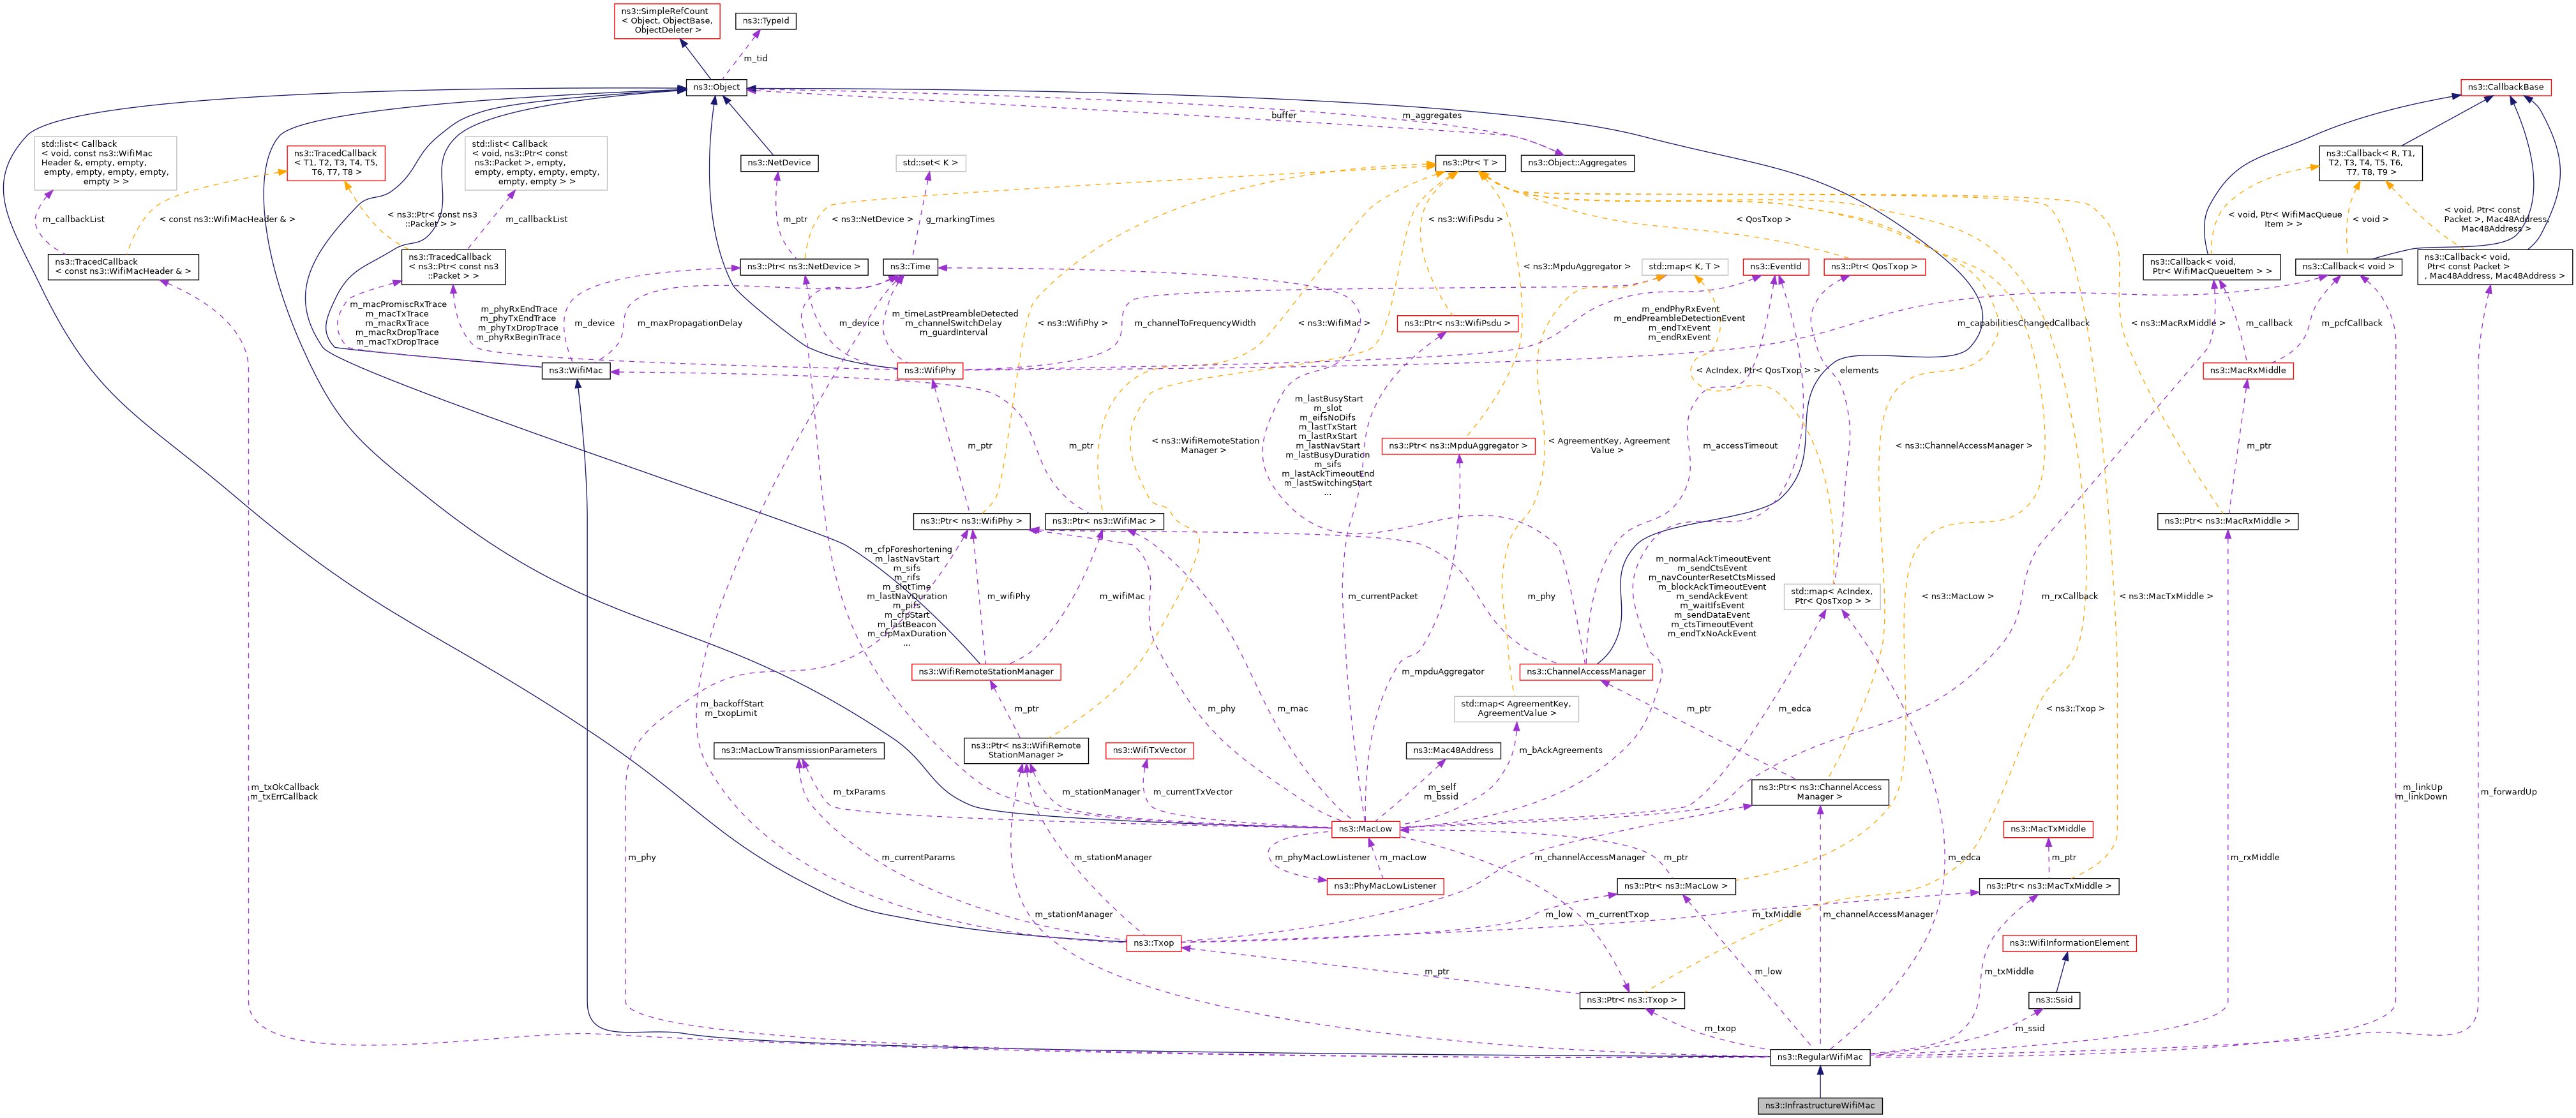 ns3::SimpleRefCount
< Object, ObjectBase,
ObjectDeleter >
ns3::TypeId
m_tid
ns3::Object
ns3::CallbackBase
buffer
m_aggregates
std::list< Callback
< void, const ns3::WifiMac
Header &, empty, empty,
empty, empty, empty, empty,
empty > >
ns3::TracedCallback
< T1, T2, T3, T4, T5,
T6, T7, T8 >
std::list< Callback
< void, ns3::Ptr< const
ns3::Packet >, empty,
empty, empty, empty, empty,
empty, empty > >
ns3::NetDevice
std::set< K >
ns3::Ptr< T >
ns3::Object::Aggregates
ns3::Callback< R, T1,
T2, T3, T4, T5, T6,
T7, T8, T9 >
m_callbackList
< const ns3::WifiMacHeader & >
< ns3::Ptr< const ns3
::Packet > >
m_callbackList
m_ptr
< ns3::NetDevice >
g_markingTimes
< ns3::WifiPsdu >
< QosTxop >
< void, Ptr< WifiMacQueue
Item > >
< void >
< void, Ptr< const
Packet >, Mac48Address,
Mac48Address >
ns3::TracedCallback
< const ns3::WifiMacHeader & >
ns3::TracedCallback
< ns3::Ptr< const ns3
::Packet > >
ns3::Ptr< ns3::NetDevice >
ns3::Time
< ns3::MpduAggregator >
std::map< K, T >
ns3::EventId
ns3::Ptr< QosTxop >
ns3::Callback< void,
Ptr< WifiMacQueueItem > >
ns3::Callback< void >
ns3::Callback< void,
Ptr< const Packet >
, Mac48Address, Mac48Address >
m_macPromiscRxTrace
m_macTxTrace
m_macRxTrace
m_macRxDropTrace
m_macTxDropTrace
m_phyRxEndTrace
m_phyTxEndTrace
m_phyTxDropTrace
m_phyRxBeginTrace
m_device
m_maxPropagationDelay
m_device
m_timeLastPreambleDetected
m_channelSwitchDelay
m_guardInterval
< ns3::WifiPhy >
m_channelToFrequencyWidth
< ns3::WifiMac >
ns3::Ptr< ns3::WifiPsdu >
m_endPhyRxEvent
m_endPreambleDetectionEvent
m_endTxEvent
m_endRxEvent
m_capabilitiesChangedCallback
< ns3::MacRxMiddle >
m_callback
m_pcfCallback
ns3::WifiMac
ns3::WifiPhy
< AcIndex, Ptr< QosTxop > >
elements
ns3::MacRxMiddle
m_lastBusyStart
m_slot
m_eifsNoDifs
m_lastTxStart
m_lastRxStart
m_lastNavStart
m_lastBusyDuration
m_sifs
m_lastAckTimeoutEnd
m_lastSwitchingStart
...
m_ptr
m_ptr
< ns3::WifiRemoteStation
Manager >
ns3::Ptr< ns3::MpduAggregator >
< AgreementKey, Agreement
Value >
m_accessTimeout
< ns3::ChannelAccessManager >
m_ptr
ns3::Ptr< ns3::WifiPhy >
ns3::Ptr< ns3::WifiMac >
ns3::Ptr< ns3::MacRxMiddle >
m_cfpForeshortening
m_lastNavStart
m_sifs
m_rifs
m_slotTime
m_lastNavDuration
m_pifs
m_cfpStart
m_lastBeacon
m_cfpMaxDuration
...
m_wifiPhy
m_wifiMac
m_currentPacket
m_phy
m_normalAckTimeoutEvent
m_sendCtsEvent
m_navCounterResetCtsMissed
m_blockAckTimeoutEvent
m_sendAckEvent
m_waitIfsEvent
m_sendDataEvent
m_ctsTimeoutEvent
m_endTxNoAckEvent
std::map< AcIndex,
Ptr< QosTxop > >
< ns3::MacLow >
m_rxCallback
< ns3::MacTxMiddle >
ns3::WifiRemoteStationManager
m_mpduAggregator
ns3::ChannelAccessManager
m_backoffStart
m_txopLimit
m_ptr
m_phy
m_mac
std::map< AgreementKey,
AgreementValue >
m_ptr
m_edca
< ns3::Txop >
ns3::MacLowTransmissionParameters
ns3::Ptr< ns3::WifiRemote
StationManager >
ns3::WifiTxVector
ns3::Mac48Address
m_bAckAgreements
m_txOkCallback
m_txErrCallback
m_txParams
m_stationManager
m_currentTxVector
m_self
m_bssid
ns3::Ptr< ns3::ChannelAccess
Manager >
m_linkUp
m_linkDown
m_forwardUp
ns3::MacLow
ns3::MacTxMiddle
m_phy
m_currentParams
m_stationManager
m_phyMacLowListener
m_macLow
m_channelAccessManager
m_ptr
m_edca
m_ptr
m_rxMiddle
ns3::PhyMacLowListener
ns3::Ptr< ns3::MacLow >
ns3::Ptr< ns3::MacTxMiddle >
m_stationManager
m_low
m_currentTxop
m_txMiddle
m_channelAccessManager
ns3::Txop
ns3::WifiInformationElement
m_ptr
m_low
m_txMiddle
ns3::Ptr< ns3::Txop >
ns3::Ssid
m_txop
m_ssid
ns3::RegularWifiMac
ns3::InfrastructureWifiMac